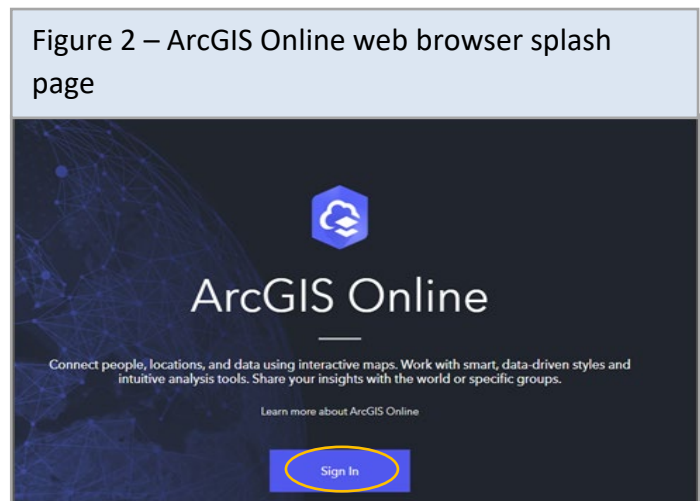 Figure 2 – ArcGIS Online web browser splash
page
ArcGIS Online
Connect people, locations, and data using interactive maps. Work with smart, data-driven styles and
intuitive analysis tools. Share your insights with the world or specific groups.
Learn more about ArcGIS Online
Sign In